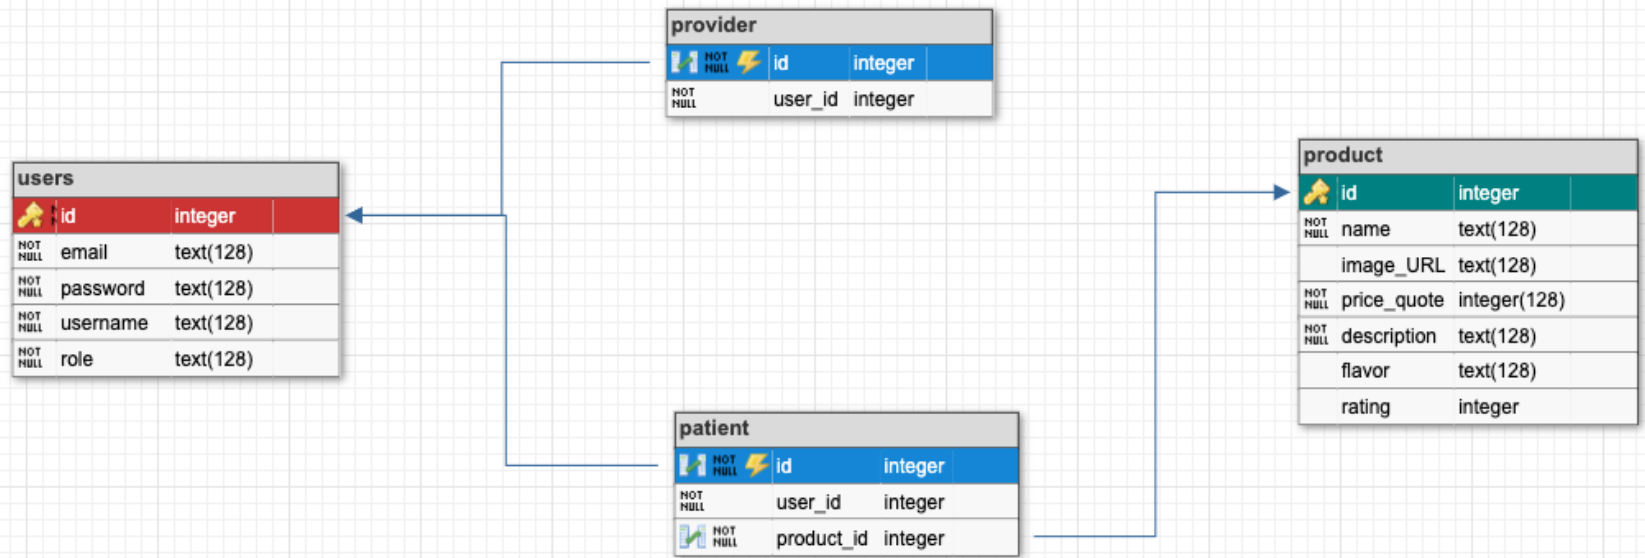 provider
NOT NULL id integer
NOT NULL user_id integer
users
id integer
NOT NULL email text(128)
NOT NULL password text(128)
NOT NULL username text(128)
NOT NULL role text(128)
product
id integer
NOT NULL name text(128)
image_URL text(128)
NOT NULL price_quote integer(128)
NOT NULL description text(128)
flavor text(128)
rating integer
patient
NOT NULL id integer
NOT NULL user_id integer
NOT NULL product_id integer